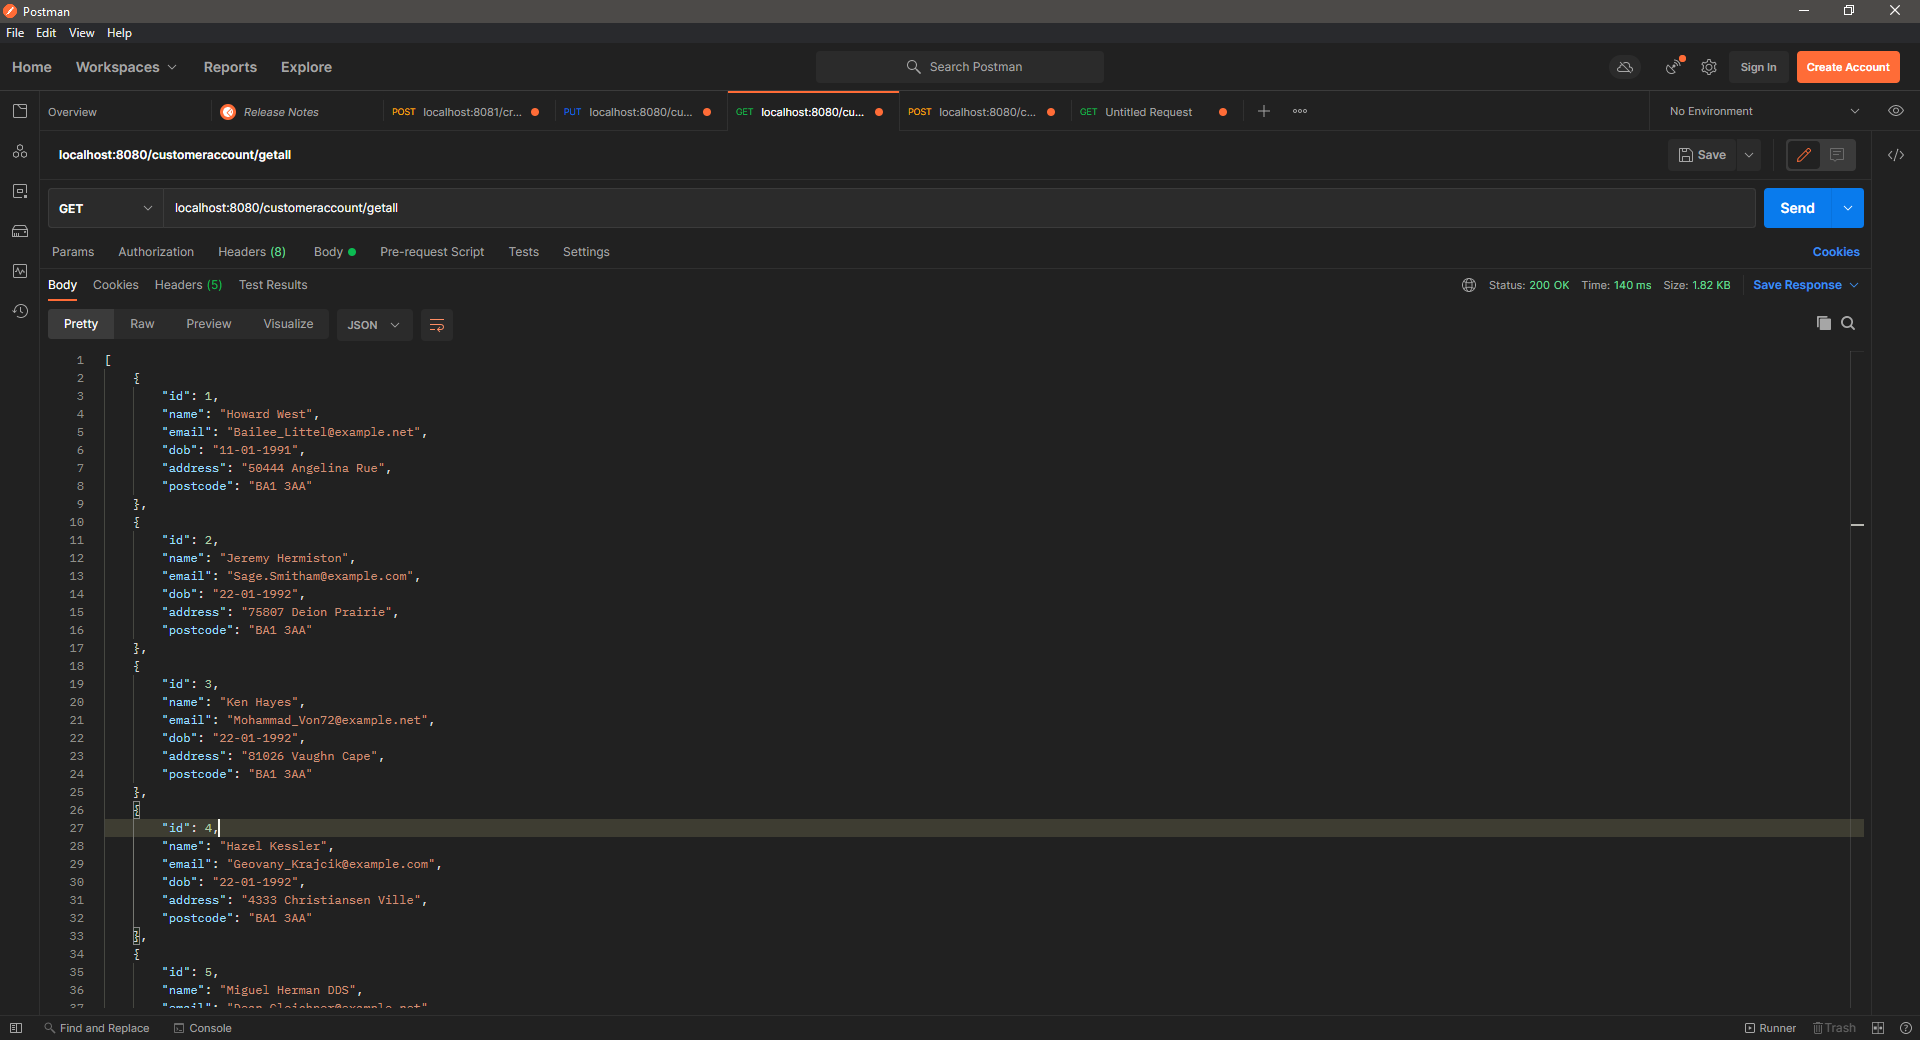 Postman
File Edit View Help
Home Workspaces Reports Explore Search Postman Sign In Create Account
Overview Release Notes POST localhost:8081/cr... PUT localhost:8080/cu... GET localhost:8080/cu... POST localhost:8080/c... GET Untitled Request No Environment
localhost:8080/customeraccount/getall Save
GET localhost:8080/customeraccount/getall Send
Params Authorization Headers (8) Body Pre-request Script Tests Settings Cookies
Body Cookies Headers (5) Test Results Status: 200 OK Time: 140 ms Size: 1.82 KB Save Response
Pretty Raw Preview Visualize JSON
1 [
2 {
3 "id": 1,
4 "name": "Howard West",
5 "email": "Bailee_Littel@example.net",
6 "dob": "11-01-1991",
7 "address": "50444 Angelina Rue",
8 "postcode": "BA1 3AA"
9 },
10 {
11 "id": 2,
12 "name": "Jeremy Hermiston",
13 "email": "Sage.Smitham@example.com",
14 "dob": "22-01-1992",
15 "address": "75807 Deion Prairie",
16 "postcode": "BA1 3AA"
17 },
18 {
19 "id": 3,
20 "name": "Ken Hayes",
21 "email": "Mohammad_Von72@example.net",
22 "dob": "22-01-1992",
23 "address": "81026 Vaughn Cape",
24 "postcode": "BA1 3AA"
25 },
26 {
27 "id": 4,
28 "name": "Hazel Kessler",
29 "email": "Geovany_Krajcik@example.com",
30 "dob": "22-01-1992",
31 "address": "4333 Christiansen Ville",
32 "postcode": "BA1 3AA"
33 },
34 {
35 "id": 5,
36 "name": "Miguel Herman DDS",
37 "email":
Find and Replace Console Runner Trash